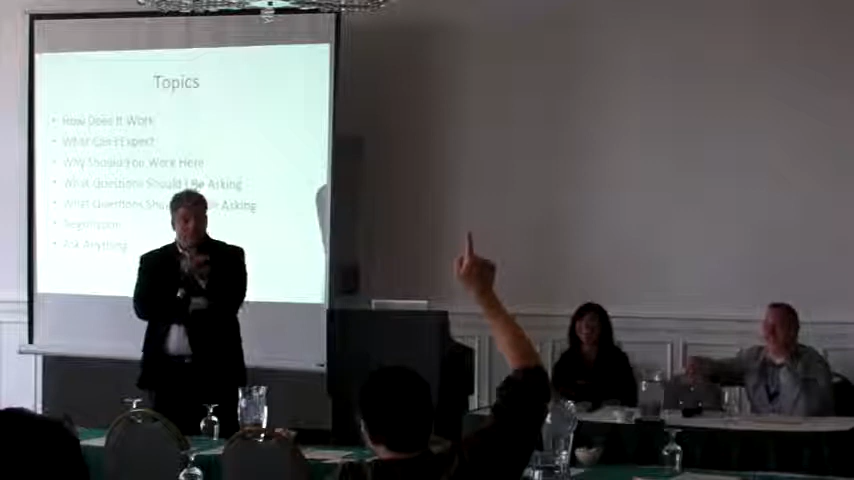 Topics
• How Does It Work
• What Can I Expect
• Why Should You Work Here
• What Questions Should I Be Asking
• What Questions Asking
• Negotiation
• Ask Anything